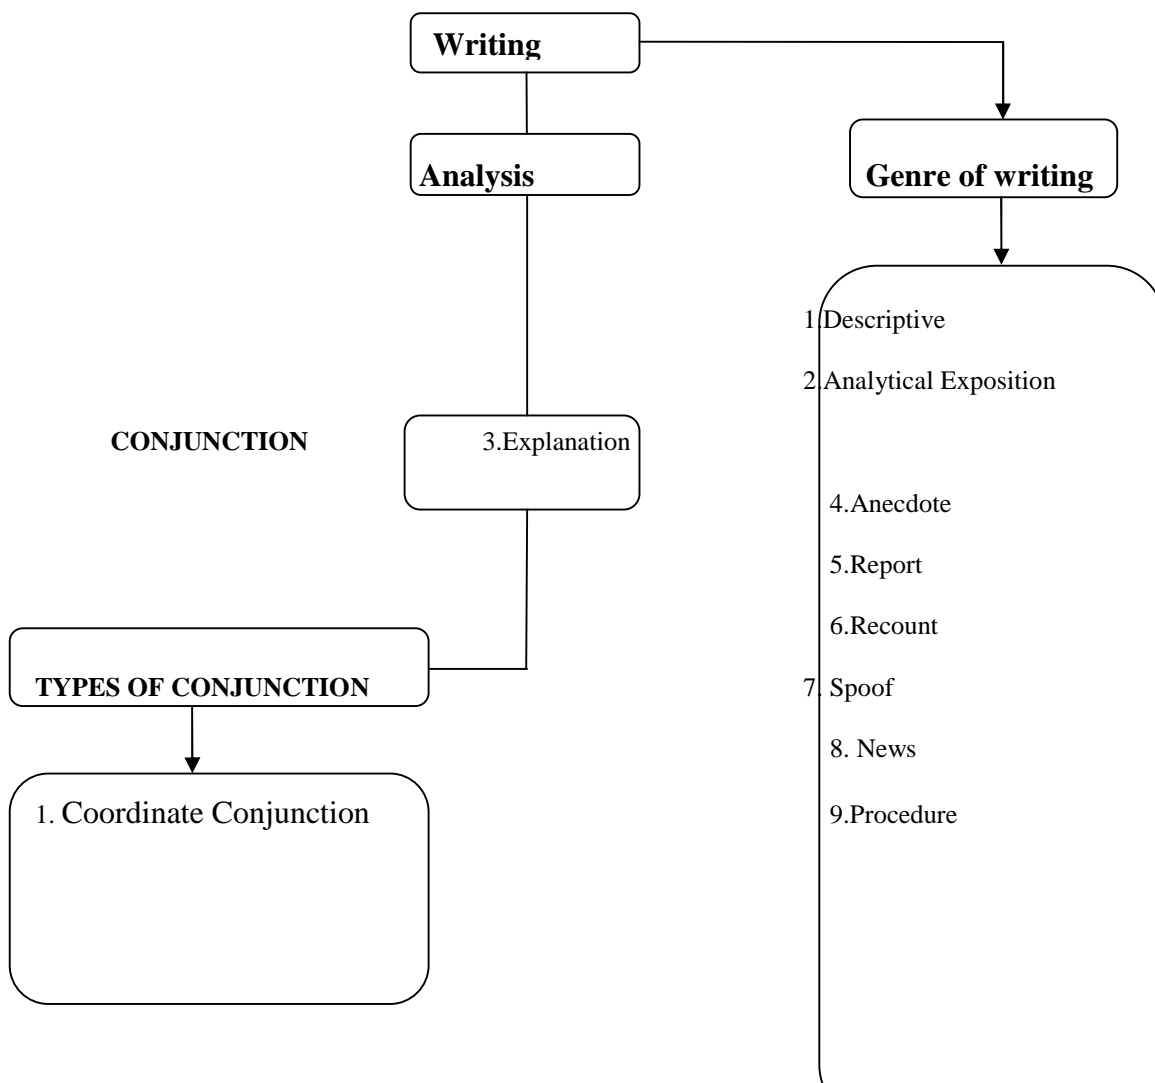 Writing
Analysis
Genre of writing
1.Descriptive
2.Analytical Exposition
CONJUNCTION
3.Explanation
4.Anecdote
5.Report
6.Recount
TYPES OF CONJUNCTION
7. Spoof
8. News
1. Coordinate Conjunction
9.Procedure